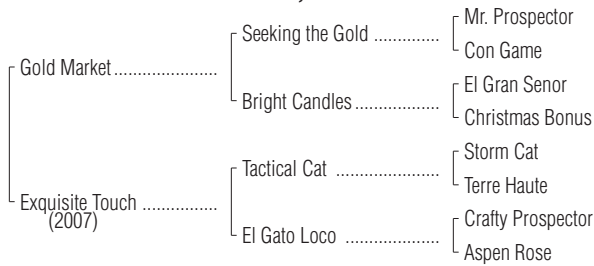 Mr. Prospector
Seeking the Gold ..............
Con Game
Gold Market .....................
El Gran Senor
Bright Candles .................
Christmas Bonus
Storm Cat
Tactical Cat .....................
Terre Haute
Exquisite Touch ...............
(2007)
Crafty Prospector
El Gato Loco ...................
Aspen Rose